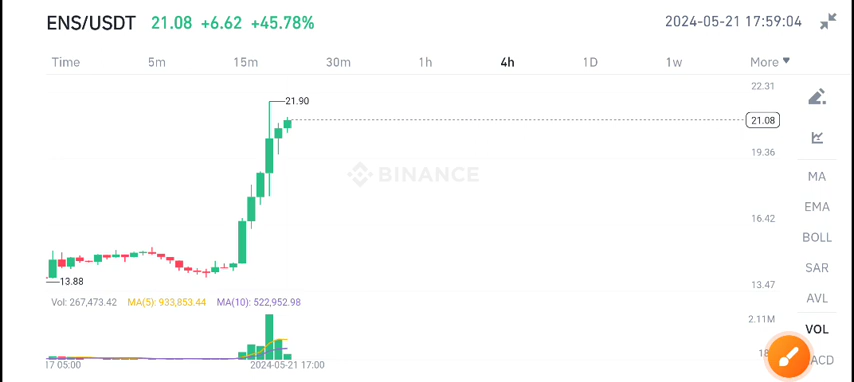 ENS/USDT 21.08 +6.62 +45.78% 2024-05-21 17:59:04
Time 5m 15m 30m 1h 4h 1D 1w More
22.31
21.90
21.08
19.36
BINANCE
MA
EMA
16.42
BOLL
SAR
13.88
13.47
AVL
Vol: 267,473.42 MA(5): 933,853.44 MA(10): 522,952.98
2.11M
VOL
17 05:00 2024-05-21 17:00